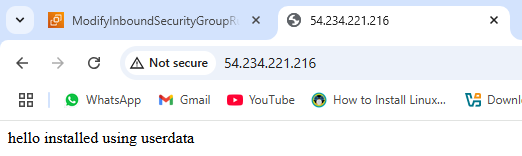 ModifyInboundSecurityGroupR
54.234.221.216
Not secure 54.234.221.216
WhatsApp Gmail YouTube How to Install Linux... Downl
hello installed using userdata